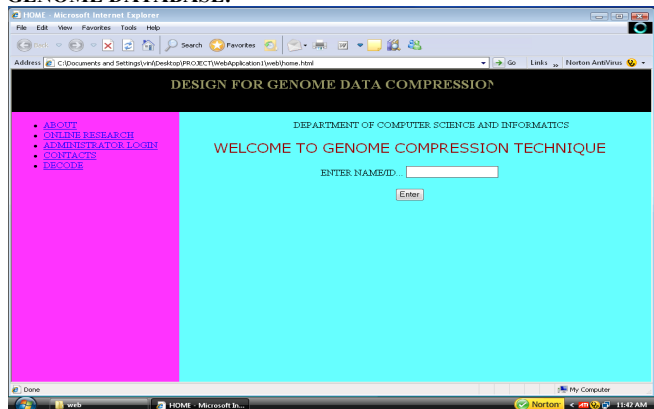 GENOME DATABASE.
HOME - Microsoft Internet Explorer
File Edit View Favorites Tools Help
Back Search Favorites
Address C:\Documents and Settings\vini\Desktop\PROJECT\WebApplication1\web\home.html Go Links » Norton AntiVirus
DESIGN FOR GENOME DATA COMPRESSION
ABOUT
ONLINE RESEARCH
ADMINISTRATOR LOGIN
CONTACTS
DECODE
DEPARTMENT OF COMPUTER SCIENCE AND INFORMATICS
WELCOME TO GENOME COMPRESSION TECHNIQUE
ENTER NAME/ID...
Enter
Done My Computer
web HOME - Microsoft In... Norton 11:42 AM